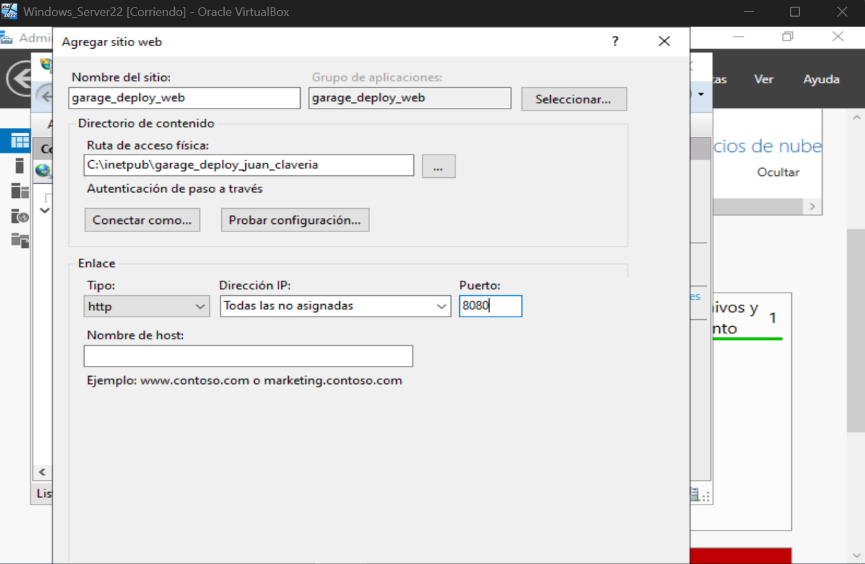 Windows_Server22 [Corriendo] - Oracle VirtualBox
Agregar sitio web
?
Nombre del sitio:
Grupo de aplicaciones:
garage_deploy_web
garage_deploy_web
Seleccionar...
Directorio de contenido
Ruta de acceso física:
C:\inetpub\garage_deploy_juan_claveria
...
Autenticación de paso a través
Conectar como...
Probar configuración...
Enlace
Tipo:
Dirección IP:
Puerto:
http
Todas las no asignadas
8080
Nombre de host:
Ejemplo: www.contoso.com o marketing.contoso.com
Admi
as
Ver
Ayuda
cios de nube
Ocultar
es
ivos y
nto
1
Lis